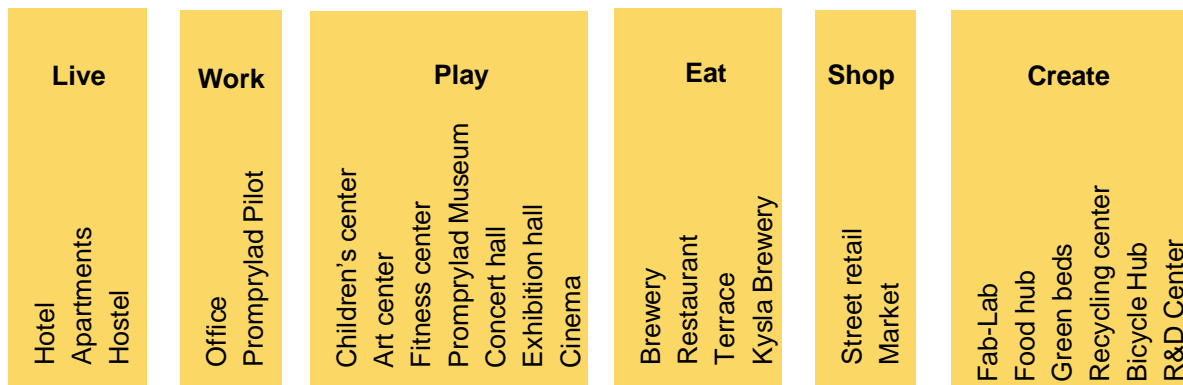 Live
Hotel
Apartments
Hostel
Work
Office
Promprylad Pilot
Play
Children's center
Art center
Fitness center
Promprylad Museum
Concert hall
Exhibition hall
Cinema
Eat
Brewery
Restaurant
Terrace
Kysla Brewery
Shop
Street retail
Market
Create
Fab-Lab
Food hub
Green beds
Recycling center
Bicycle Hub
R&D Center